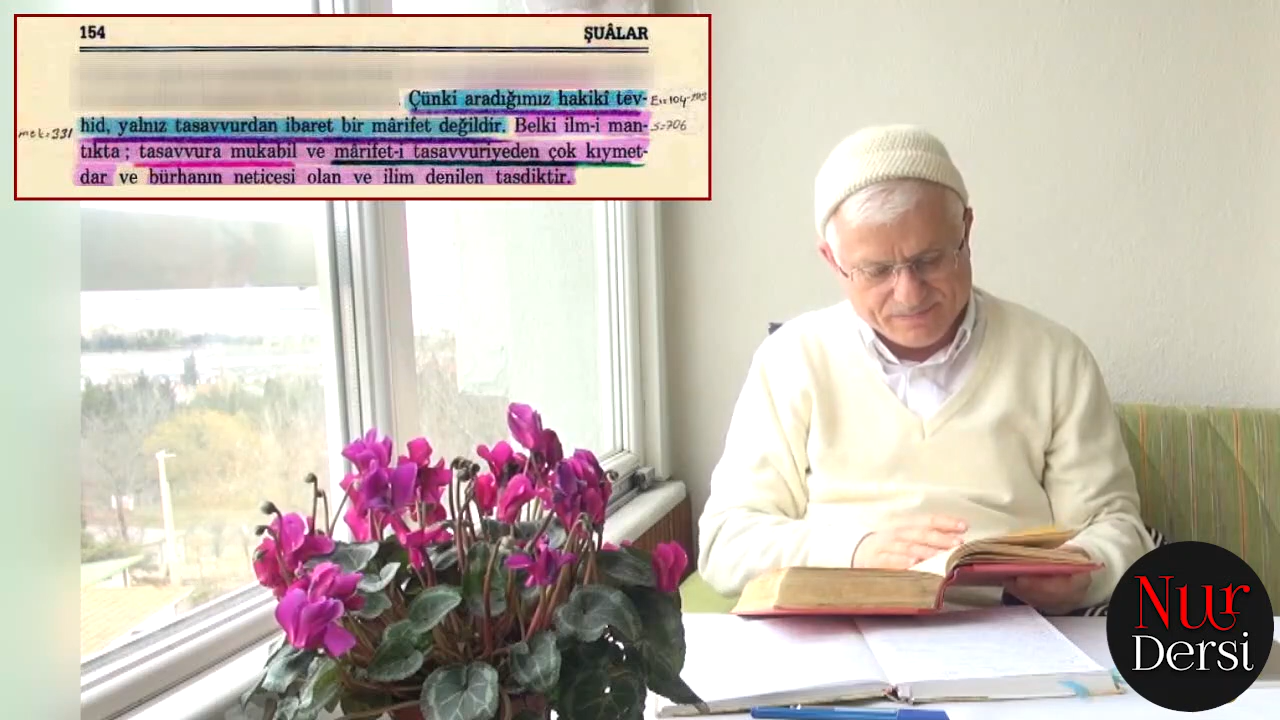 154 ŞUÂLAR
Çünki aradığımız hakikî tev-
hid, yalnız tasavvurdan ibaret bir mârifet değildir. Belki ilm-i man-
tıkta ; tasavvura mukabil ve mârifet-i tasavvuriyeden çok kıymet-
dar ve bürhanın neticesi olan ve ilim denilen tasdiktir.
mek=331
S=706
Nur
Dersi